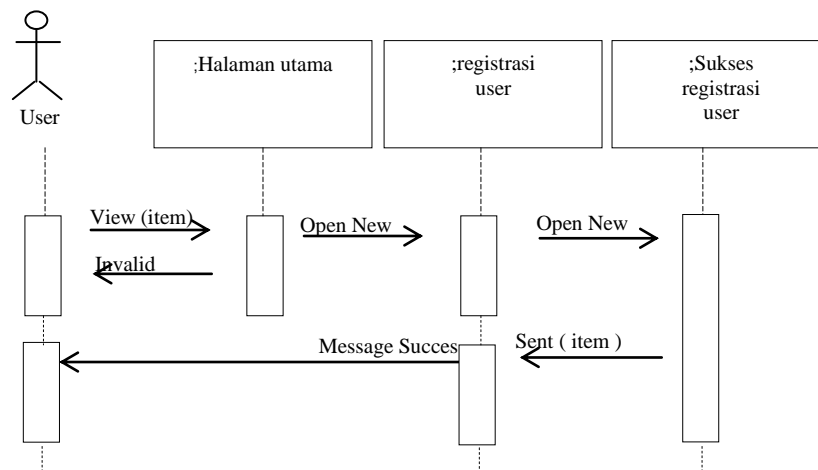 User
;Halaman utama
;registrasi
user
;Sukses
registrasi
user
View (item)
Open New
Open New
Invalid
Message Succes
Sent ( item )